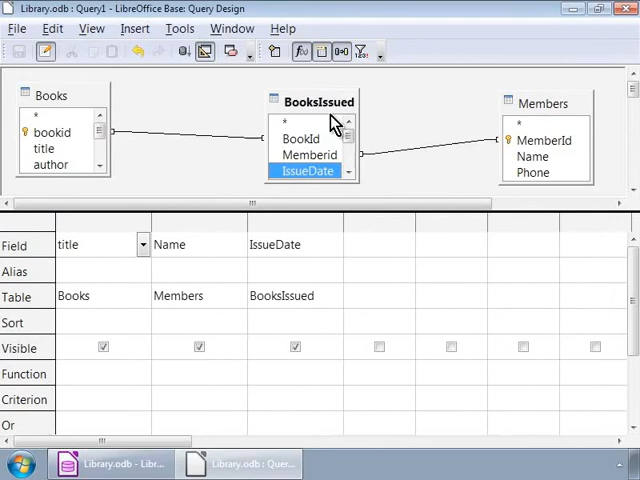 Library.odb : Query1 - LibreOffice Base: Query Design
File Edit View Insert Tools Window Help
Books
*
bookid
title
author
BooksIssued
*
BookId
Memberid
IssueDate
Members
*
MemberId
Name
Phone
Field title Name IssueDate
Alias
Table Books Members BooksIssued
Sort
Visible
Function
Criterion
Or
Library.odb - Libr... Library.odb : Query...